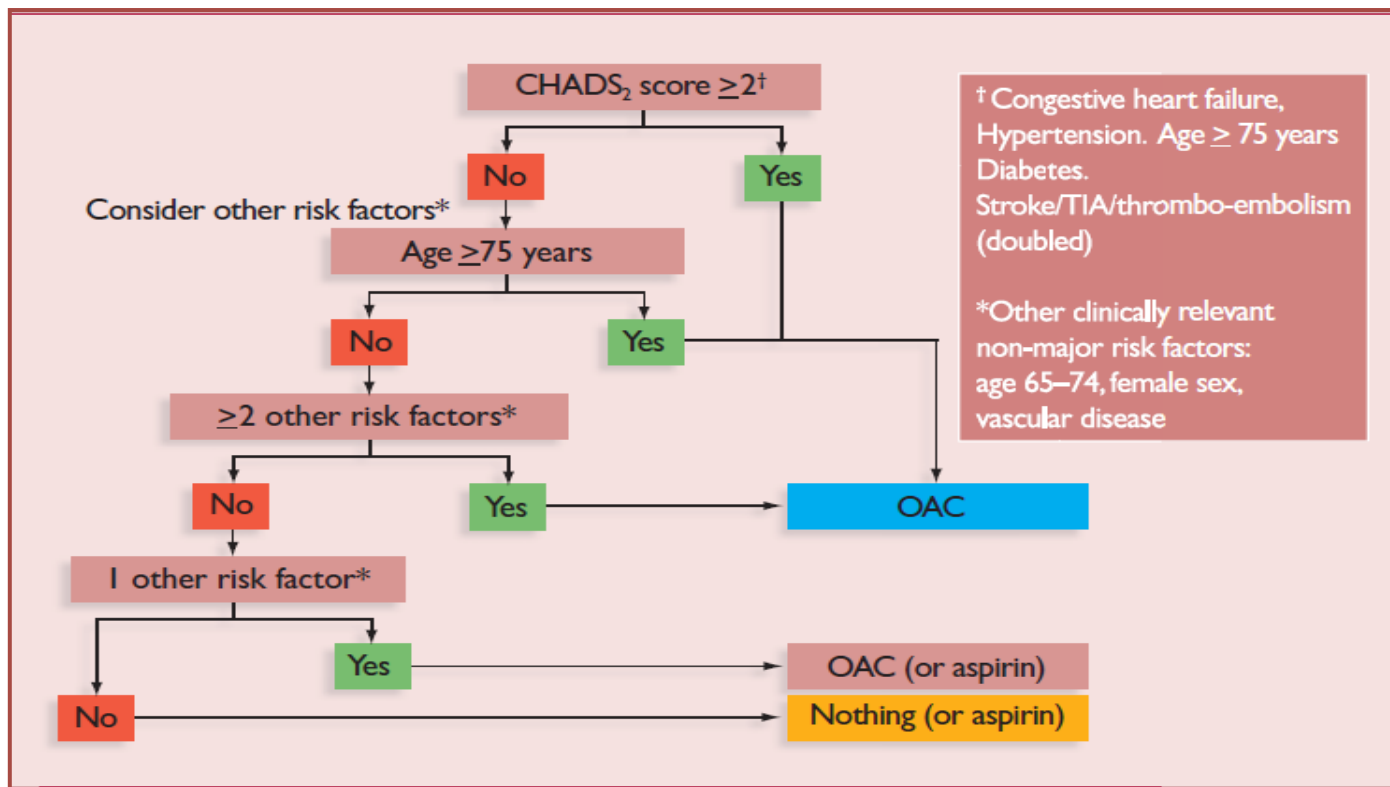 CHADS₂ score ≥2†
No
Yes
Consider other risk factors*
Age ≥75 years
No
Yes
≥2 other risk factors*
No
Yes
OAC
1 other risk factor*
Yes
OAC (or aspirin)
No
Nothing (or aspirin)
† Congestive heart failure,
Hypertension. Age ≥ 75 years
Diabetes.
Stroke/TIA/thrombo-embolism
(doubled)
*Other clinically relevant
non-major risk factors:
age 65–74, female sex,
vascular disease